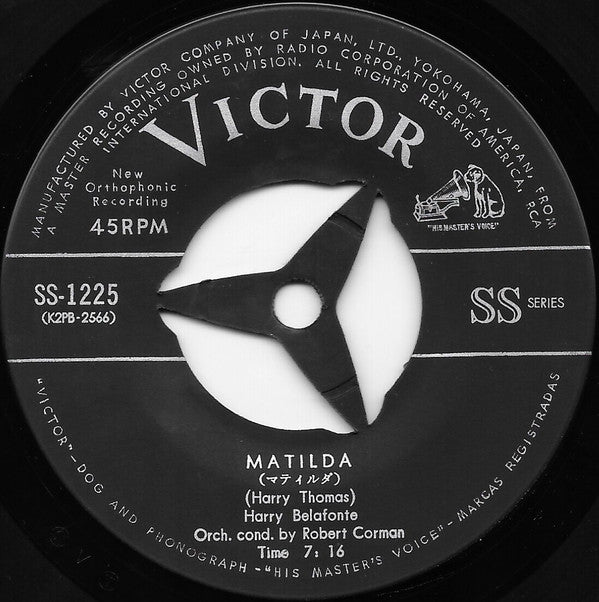 MANUFACTURED BY VICTOR COMPANY OF JAPAN, LTD., YOKOHAMA, JAPAN, FROM
A MASTER RECORDING OWNED BY RADIO CORPORATION OF AMERICA, RCA
INTERNATIONAL DIVISION. ALL RIGHTS RESERVED
VICTOR
New
Orthophonic
Recording
45RPM
"HIS MASTER'S VOICE"
SS-1225
(K2PB-2566)
SS SERIES
MATILDA
(マティルダ)
(Harry Thomas)
Harry Belafonte
Orch. cond. by Robert Corman
Time 7: 16
"VICTOR"-DOG AND PHONOGRAPH-"HIS MASTER'S VOICE"-MARCAS REGISTRADAS
V